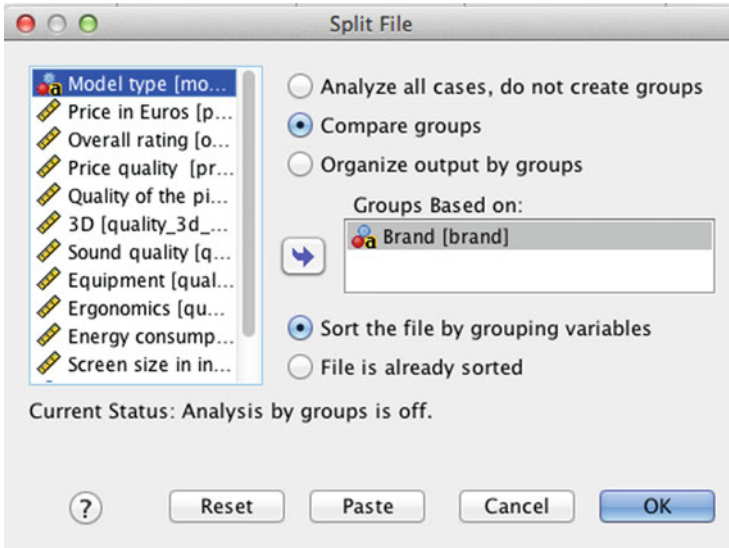 Split File
Model type [mo...
Price in Euros [p...
Overall rating [o...
Price quality [pr...
Quality of the pi...
3D [quality_3d_...
Sound quality [q...
Equipment [qual...
Ergonomics [qu...
Energy consump...
Screen size in in...
Analyze all cases, do not create groups
Compare groups
Organize output by groups
Groups Based on:
Brand [brand]
Sort the file by grouping variables
File is already sorted
Current Status: Analysis by groups is off.
? Reset Paste Cancel OK